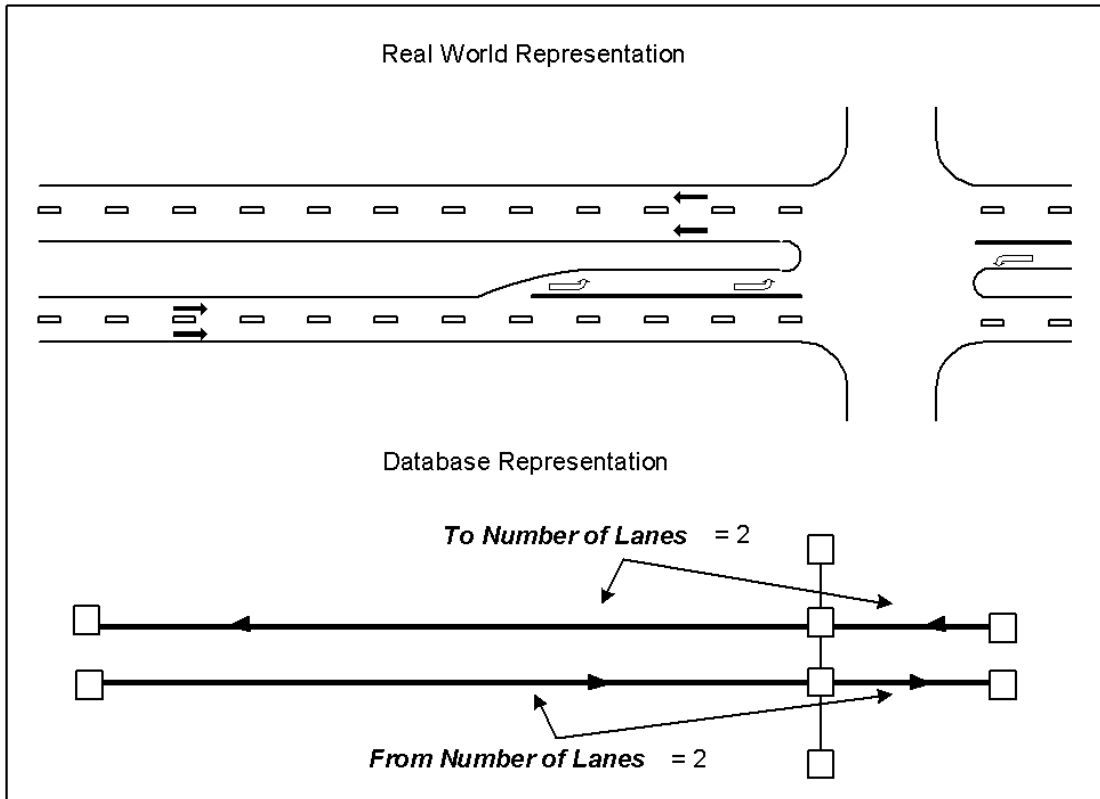 Real World Representation
Database Representation
To Number of Lanes = 2
From Number of Lanes = 2